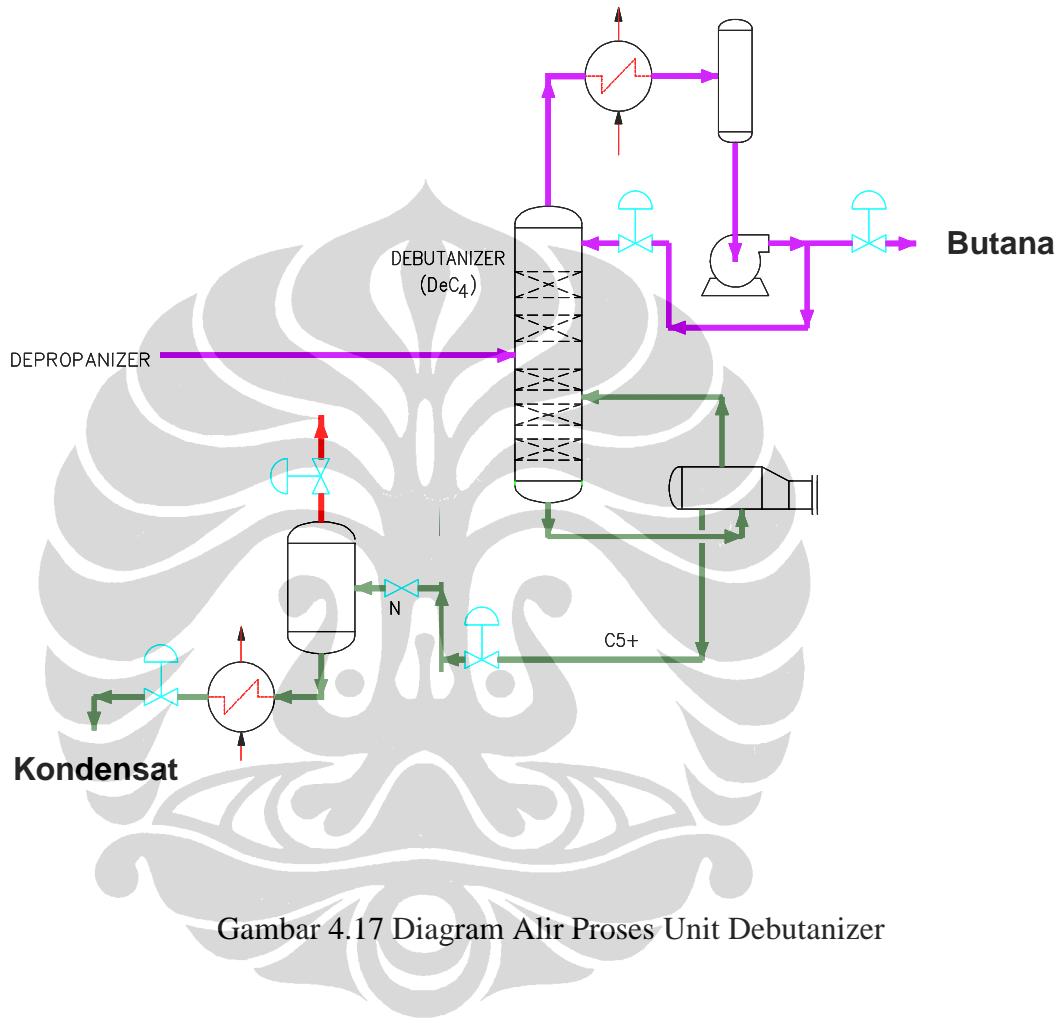 DEBUTANIZER
(DeC4)
Butana
DEPROPANIZER
N
C5+
Kondensat
Gambar 4.17 Diagram Alir Proses Unit Debutanizer